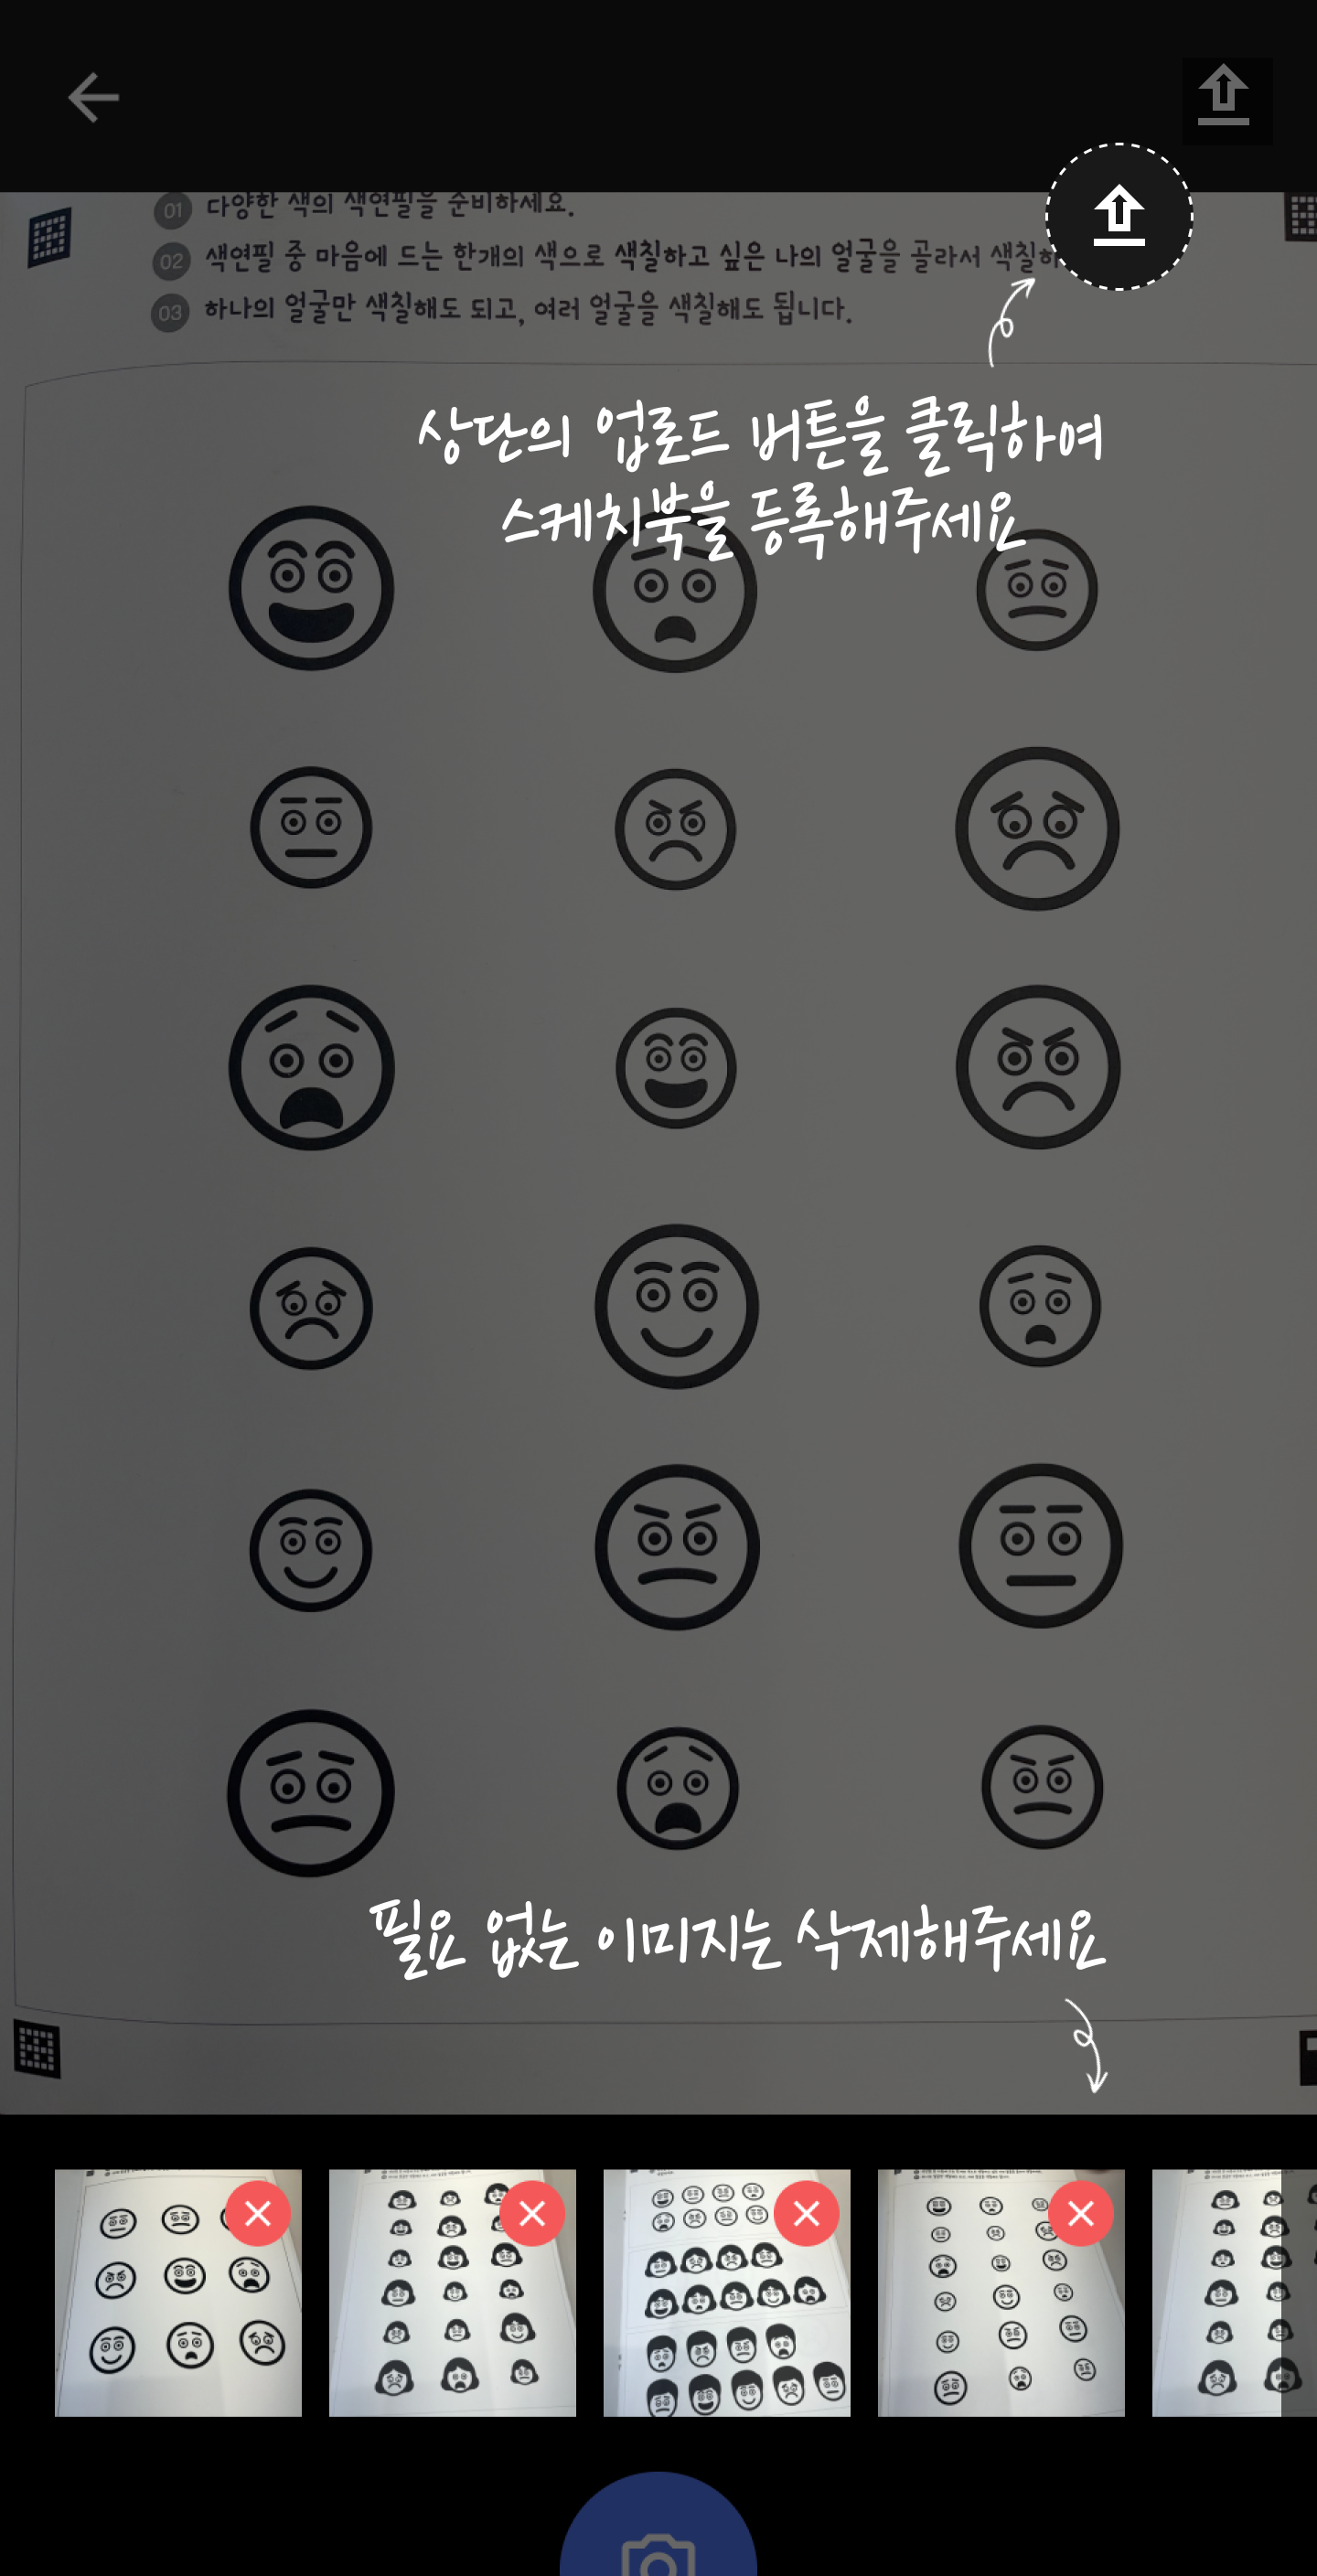 01 다양한 색의 색연필을 준비하세요.
02 색연필 중 마음에 드는 한개의 색으로 색칠하고 싶은 나의 얼굴을 골라서
03 하나의 얼굴만 색칠해도 되고, 여러 얼굴을 색칠해도 됩니다.
상단의 업로드 버튼을 클릭하여
스케치북을 등록해주세요
필요 없는 이미지는 삭제해주세요